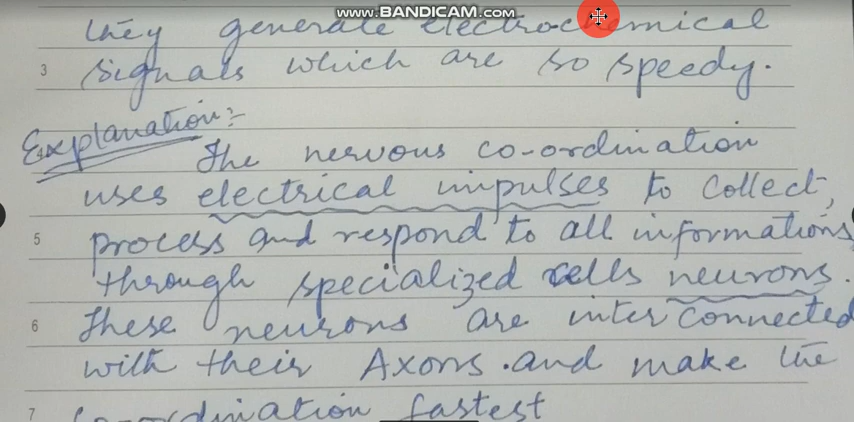 www.BANDICAM.com
they generate electrochemical
3 signals which are so speedy.
Explanation:-
The nervous co-ordination
uses electrical impulses to collect,
5 process and respond to all informations
through specialized cells neurons.
6 These neurons are inter connected
with their Axons. and make the
7 co-ordination fastest